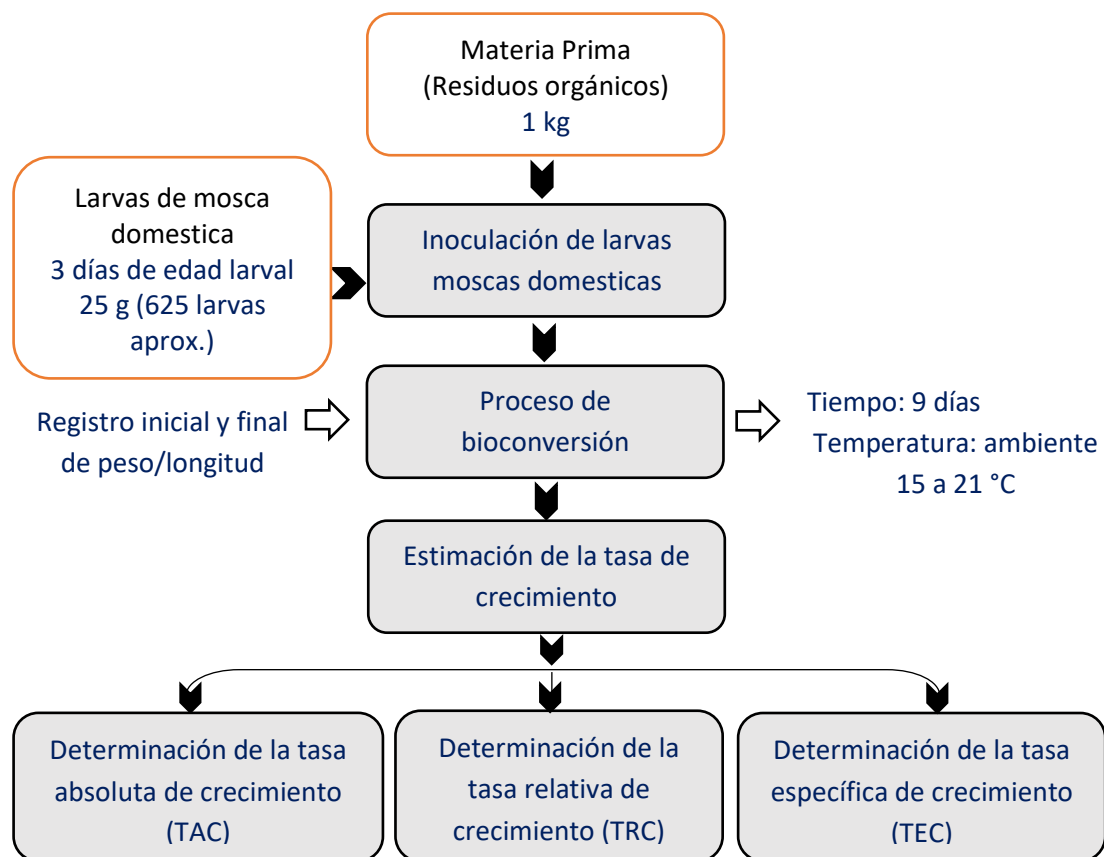 Materia Prima
(Residuos orgánicos)
1 kg
Larvas de mosca
domestica
3 días de edad larval
25 g (625 larvas
aprox.)
Inoculación de larvas
moscas domesticas
Registro inicial y final
de peso/longitud
Proceso de
bioconversión
Tiempo: 9 días
Temperatura: ambiente
15 a 21 °C
Estimación de la tasa de
crecimiento
Determinación de la tasa
absoluta de crecimiento
(TAC)
Determinación de la
tasa relativa de
crecimiento (TRC)
Determinación de la tasa
específica de crecimiento
(TEC)